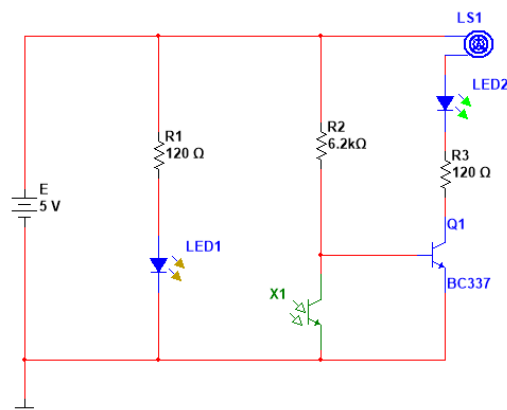 LS1
LED2
R1
120 Ω
R2
6.2kΩ
R3
120 Ω
E
5 V
Q1
LED1
BC337
X1